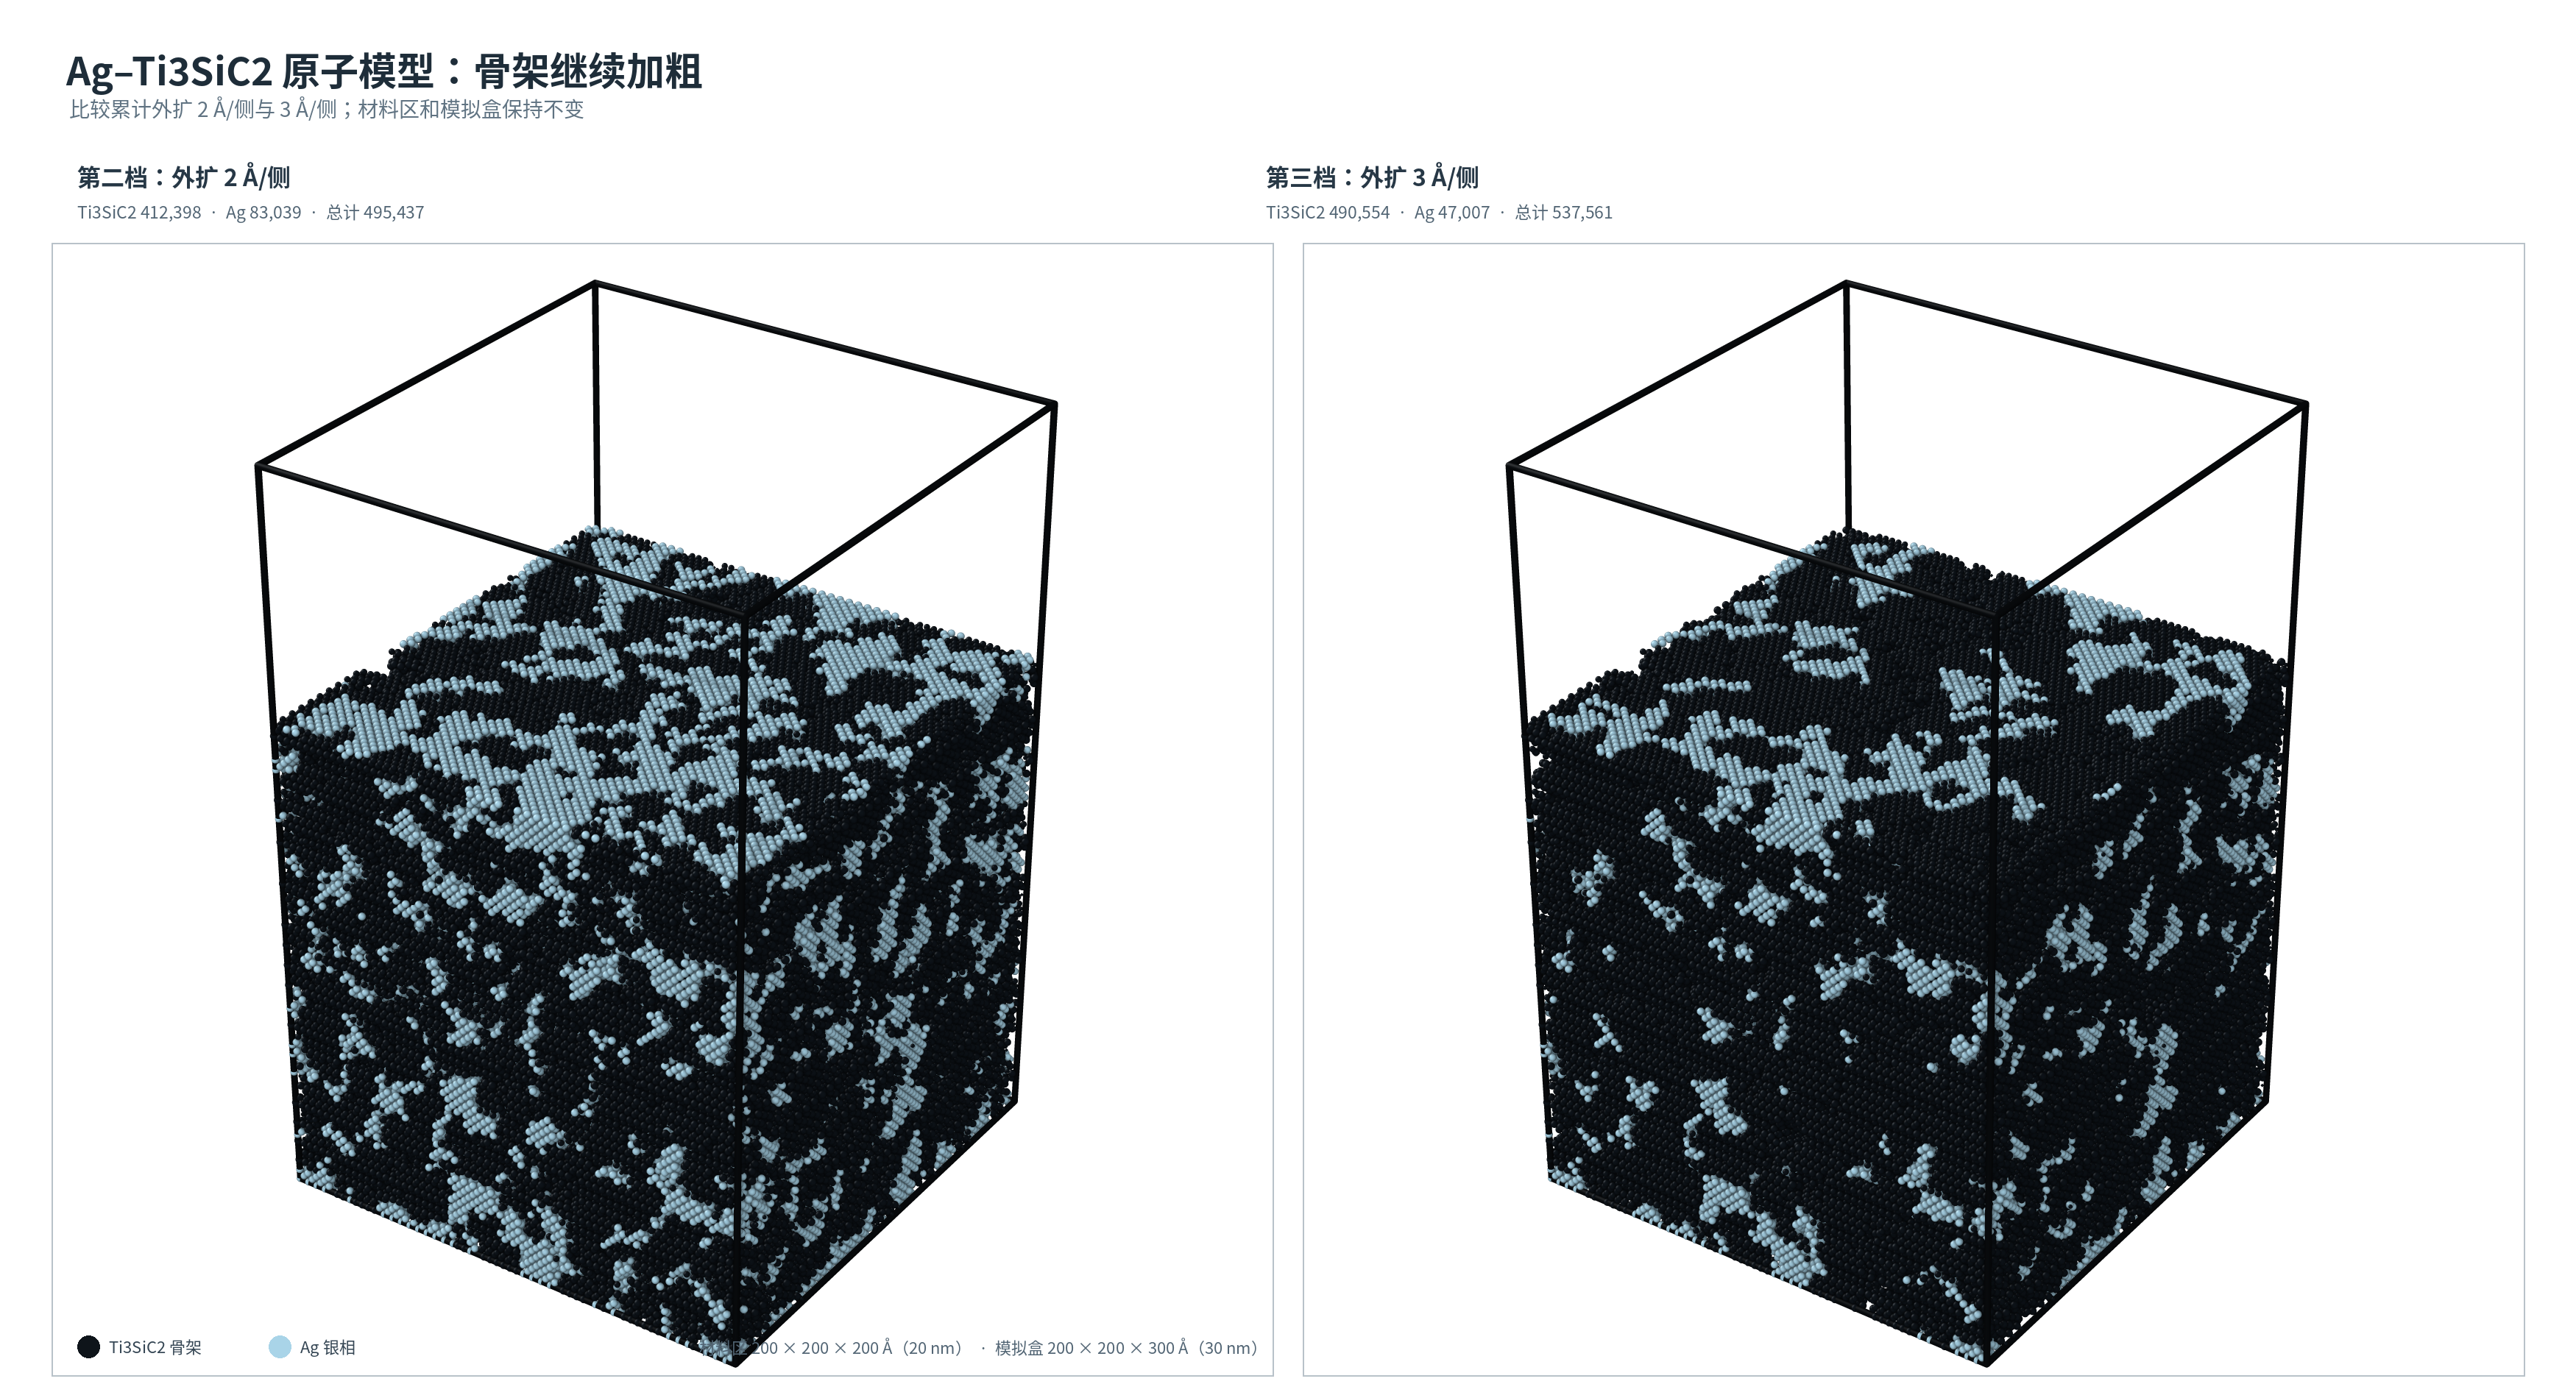 Ag–Ti3SiC2 原子模型：骨架继续加粗
比较累计外扩 2 Å/侧与 3 Å/侧；材料区和模拟盒保持不变
第二档：外扩 2 Å/侧
Ti3SiC2 412,398 · Ag 83,039 · 总计 495,437
第三档：外扩 3 Å/侧
Ti3SiC2 490,554 · Ag 47,007 · 总计 537,561
Ti3SiC2 骨架
Ag 银相
200 × 200 × 200 Å（20 nm） · 模拟盒 200 × 200 × 300 Å（30 nm）